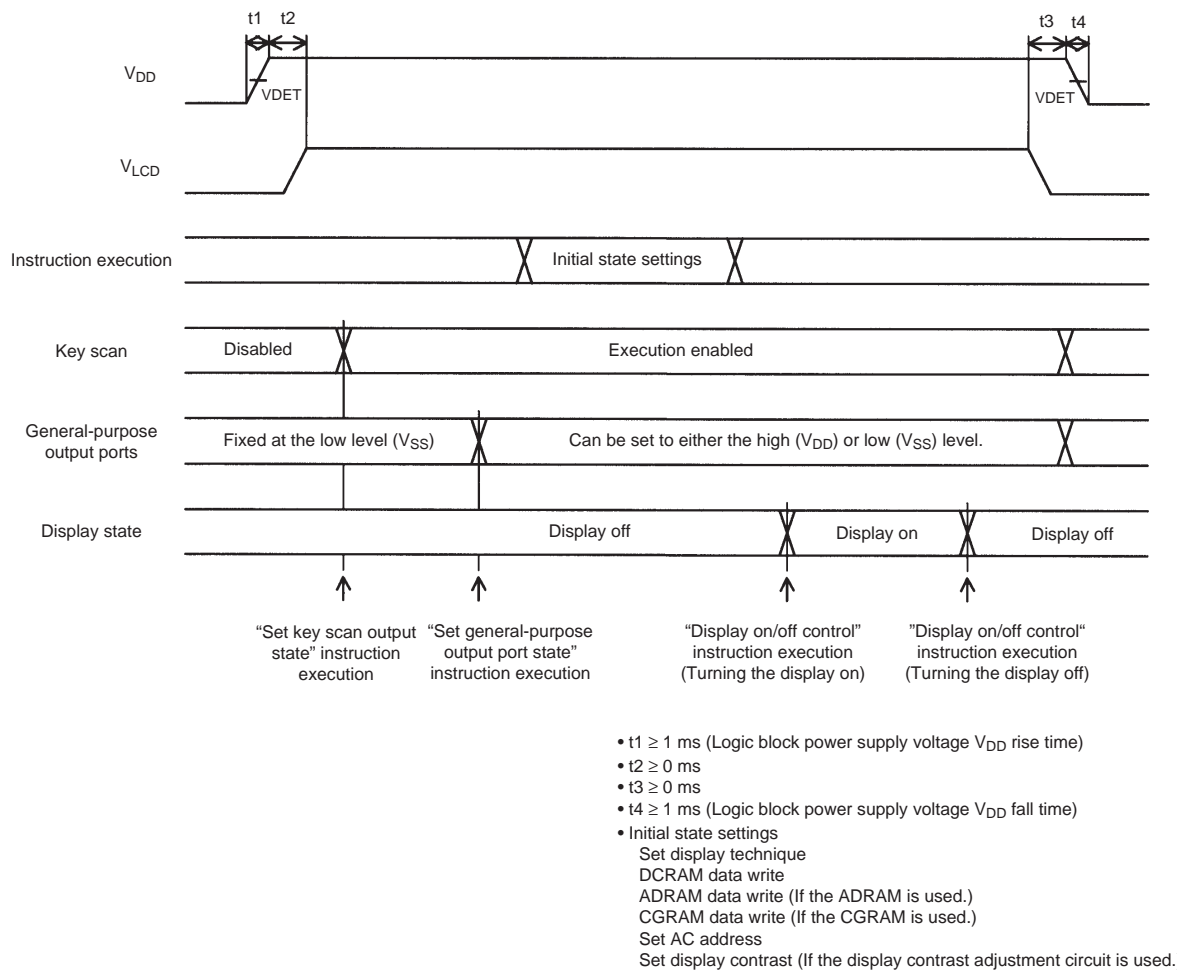 t1 t2 t3 t4
VDD
VDET VDET
VLCD
Instruction execution
Initial state settings
Key scan
Disabled
Execution enabled
General-purpose
output ports
Fixed at the low level (VSS)
Can be set to either the high (VDD) or low (VSS) level.
Display state
Display off
Display on
Display off
“Set key scan output
state” instruction
execution
“Set general-purpose
output port state”
instruction execution
"Display on/off control"
instruction execution
(Turning the display on)
”Display on/off control“
instruction execution
(Turning the display off)
• t1 ≥ 1 ms (Logic block power supply voltage VDD rise time)
• t2 ≥ 0 ms
• t3 ≥ 0 ms
• t4 ≥ 1 ms (Logic block power supply voltage VDD fall time)
• Initial state settings
Set display technique
DCRAM data write
ADRAM data write (If the ADRAM is used.)
CGRAM data write (If the CGRAM is used.)
Set AC address
Set display contrast (If the display contrast adjustment circuit is used.